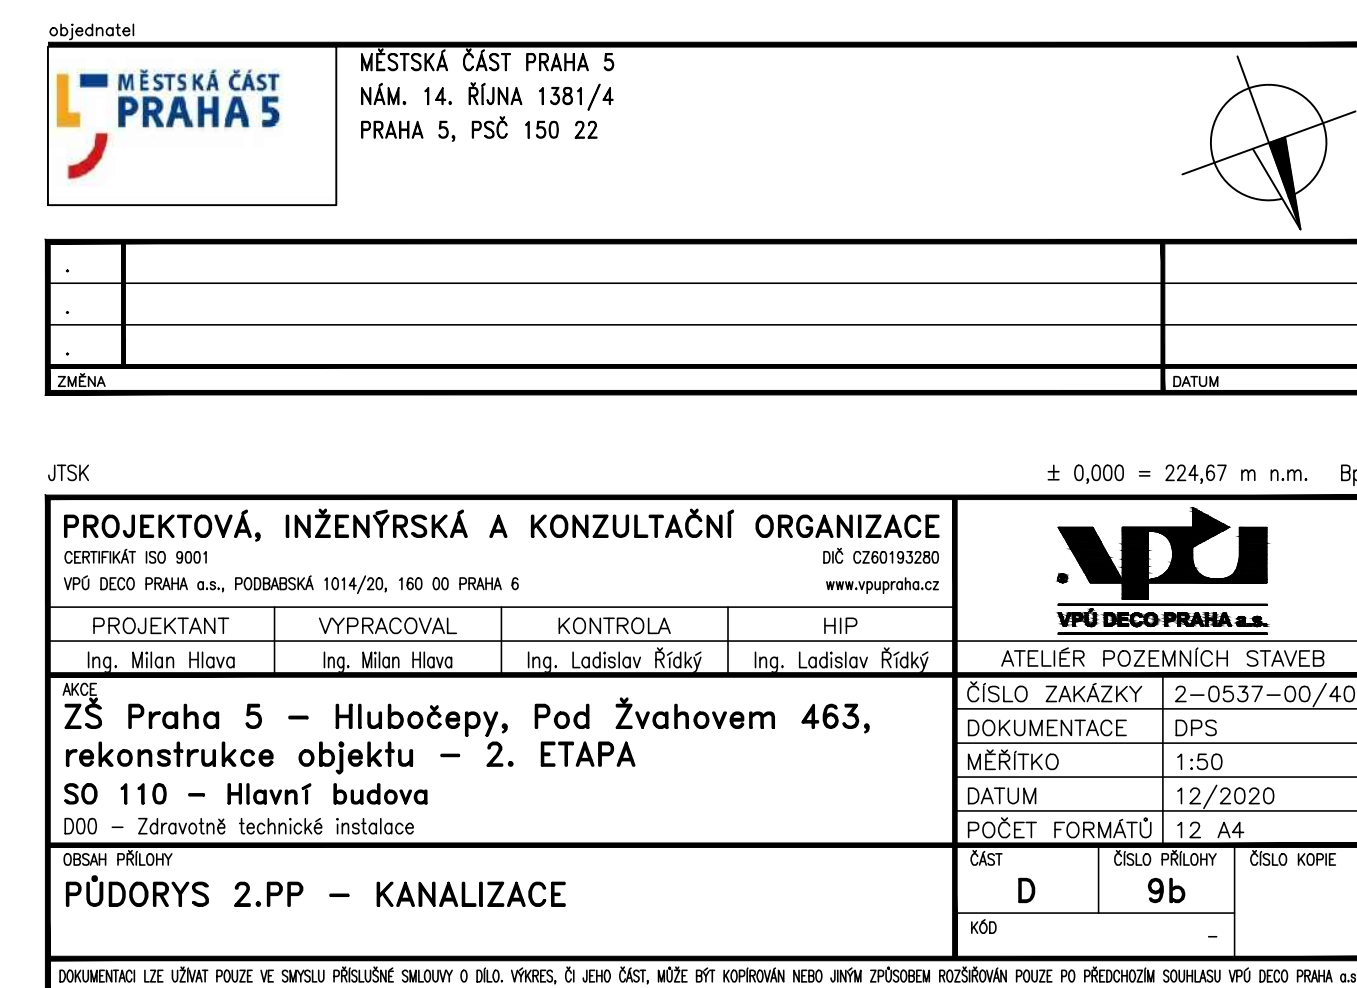 objednatel
MĚSTSKÁ ČÁST
PRAHA 5
MĚSTSKÁ ČÁST PRAHA 5
NÁM. 14. ŘÍJNA 1381/4
PRAHA 5, PSČ 150 22
.
.
.
ZMĚNA DATUM
JTSK ± 0,000 = 224,67 m n.m.
PROJEKTOVÁ, INŽENÝRSKÁ A KONZULTAČNÍ ORGANIZACE
CERTIFIKÁT ISO 9001 DIČ CZ60193280
VPÚ DECO PRAHA a.s., PODBABSKÁ 1014/20, 160 00 PRAHA 6 www.vpupraha.cz
.vpú
VPÚ DECO PRAHA a.s.
PROJEKTANT VYPRACOVAL KONTROLA HIP
Ing. Milan Hlava Ing. Milan Hlava Ing. Ladislav Řídký Ing. Ladislav Řídký ATELIÉR POZEMNÍCH STAVEB
AKCE
ZŠ Praha 5 – Hlubočepy, Pod Žvahovem 463,
rekonstrukce objektu – 2. ETAPA
SO 110 – Hlavní budova
D00 – Zdravotně technické instalace
ČÍSLO ZAKÁZKY 2–0537–00/40
DOKUMENTACE DPS
MĚŘÍTKO 1:50
DATUM 12/2020
POČET FORMÁTŮ 12 A4
OBSAH PŘÍLOHY
PŮDORYS 2.PP – KANALIZACE
ČÁST ČÍSLO PŘÍLOHY ČÍSLO KOPIE
D 9b
KÓD –
DOKUMENTACI LZE UŽÍVAT POUZE VE SMYSLU PŘÍSLUŠNÉ SMLOUVY O DÍLO. VÝKRES, ČI JEHO ČÁST, MŮŽE BÝT KOPÍROVÁN NEBO JINÝM ZPŮSOBEM ROZŠIŘOVÁN POUZE PO PŘEDCHOZÍM SOUHLASU VPÚ DECO PRAHA a.s